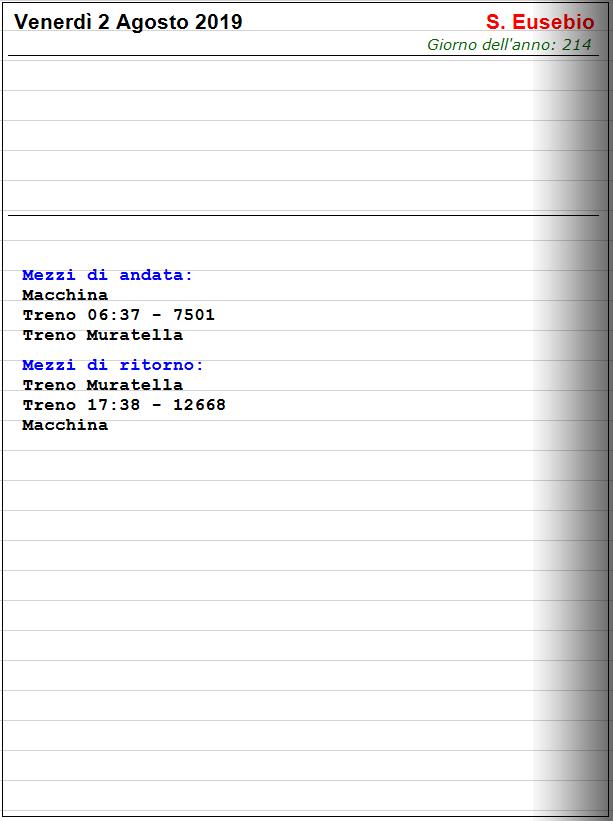 Venerdì 2 Agosto 2019
S. Eusebio
Giorno dell'anno: 214
Mezzi di andata:
Macchina
Treno 06:37 - 7501
Treno Muratella
Mezzi di ritorno:
Treno Muratella
Treno 17:38 - 12668
Macchina